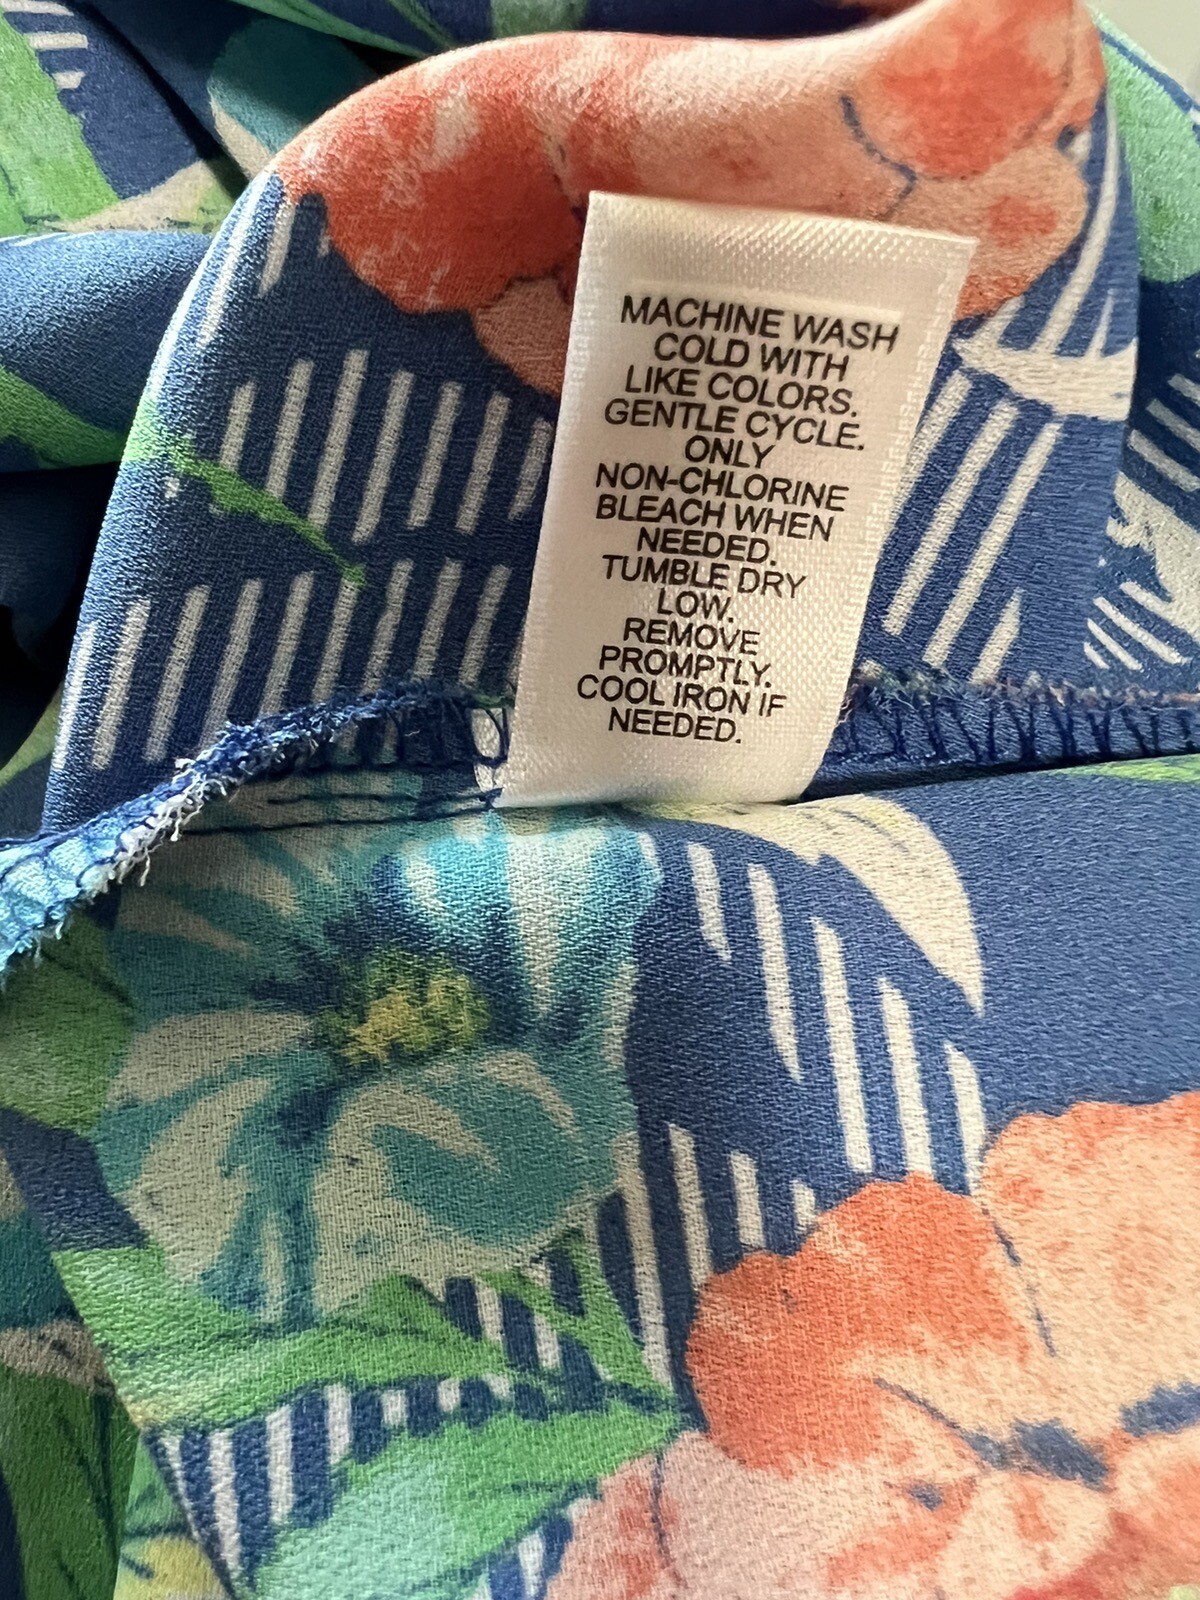 MACHINE WASH
COLD WITH
LIKE COLORS.
GENTLE CYCLE.
ONLY
NON-CHLORINE
BLEACH WHEN
NEEDED.
TUMBLE DRY
LOW.
REMOVE
PROMPTLY.
COOL IRON IF
NEEDED.